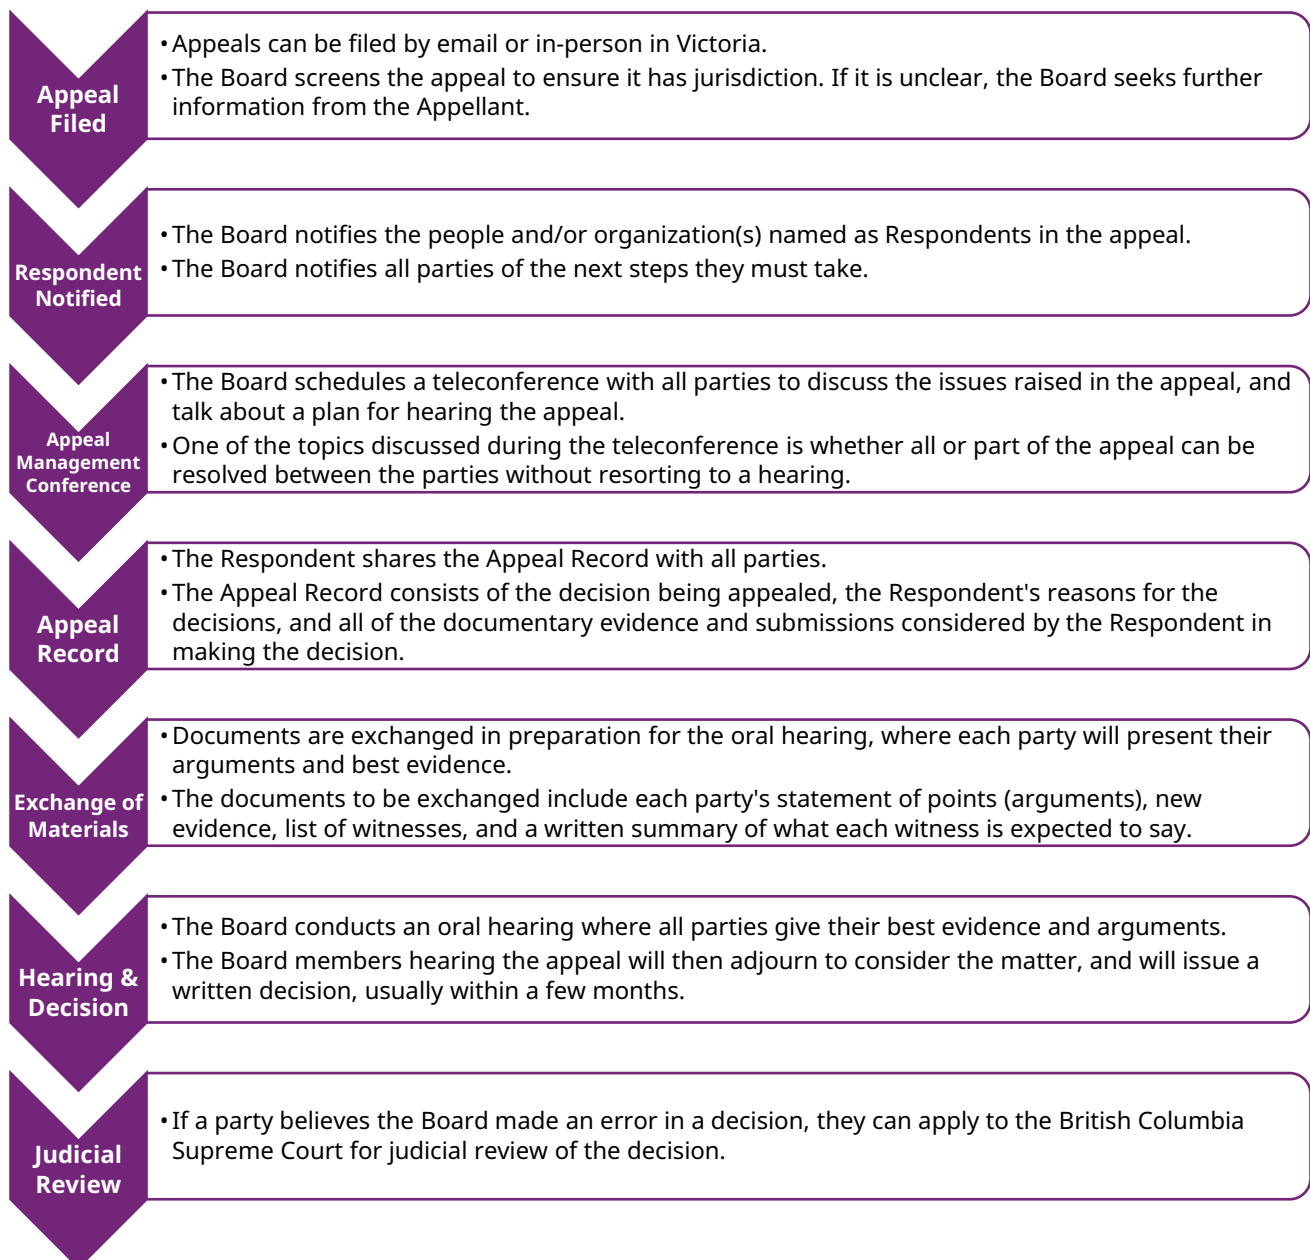 Appeal
Filed
•Appeals can be filed by email or in-person in Victoria.
•The Board screens the appeal to ensure it has jurisdiction. If it is unclear, the Board seeks further
information from the Appellant.
Respondent
Notified
•The Board notifies the people and/or organization(s) named as Respondents in the appeal.
•The Board notifies all parties of the next steps they must take.
Appeal
Management
Conference
•The Board schedules a teleconference with all parties to discuss the issues raised in the appeal, and
talk about a plan for hearing the appeal.
•One of the topics discussed during the teleconference is whether all or part of the appeal can be
resolved between the parties without resorting to a hearing.
Appeal
Record
•The Respondent shares the Appeal Record with all parties.
•The Appeal Record consists of the decision being appealed, the Respondent's reasons for the
decisions, and all of the documentary evidence and submissions considered by the Respondent in
making the decision.
Exchange of
Materials
•Documents are exchanged in preparation for the oral hearing, where each party will present their
arguments and best evidence.
•The documents to be exchanged include each party's statement of points (arguments), new
evidence, list of witnesses, and a written summary of what each witness is expected to say.
Hearing &
Decision
•The Board conducts an oral hearing where all parties give their best evidence and arguments.
•The Board members hearing the appeal will then adjourn to consider the matter, and will issue a
written decision, usually within a few months.
Judicial
Review
•If a party believes the Board made an error in a decision, they can apply to the British Columbia
Supreme Court for judicial review of the decision.